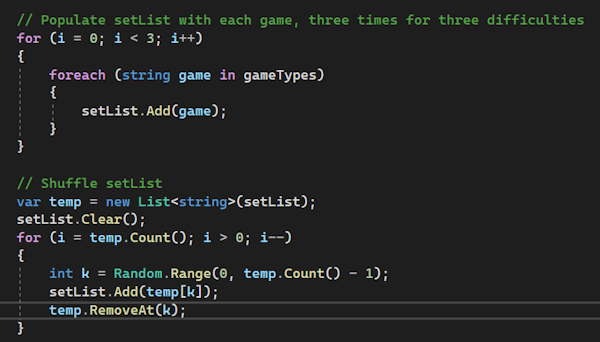 // Populate setList with each game, three times for three difficulties
for (i = 0; i < 3; i++)
{
    foreach (string game in gameTypes)
    {
        setList.Add(game);
    }
}

// Shuffle setList
var temp = new List<string>(setList);
setList.Clear();
for (i = temp.Count(); i > 0; i--)
{
    int k = Random.Range(0, temp.Count() - 1);
    setList.Add(temp[k]);
    temp.RemoveAt(k);
}